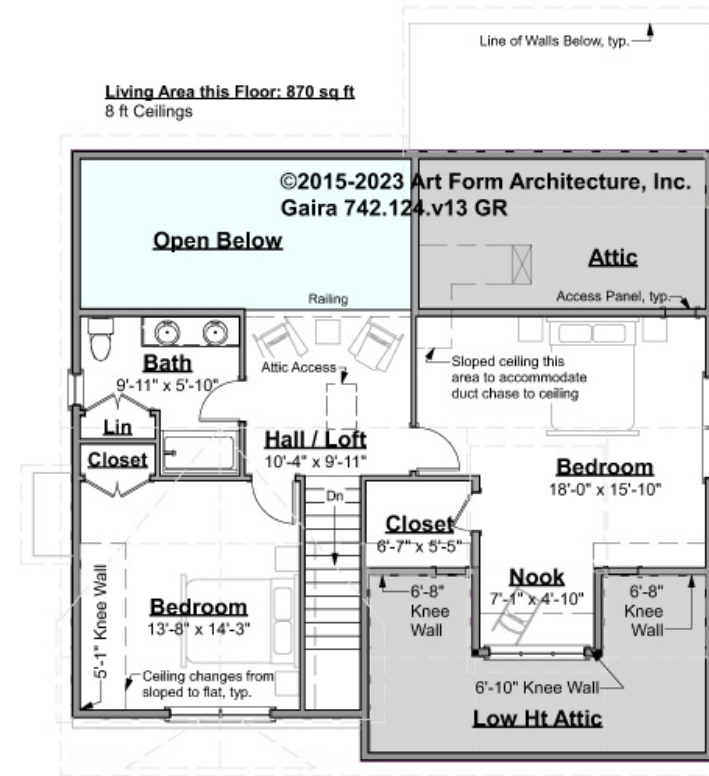 Line of Walls Below, typ.
Living Area this Floor: 870 sq ft
8 ft Ceilings
©2015-2023 Art Form Architecture, Inc.
Gaira 742.124.v13 GR
Open Below
Attic
Railing
Access Panel, typ.
Bath
9'-11" x 5'-10"
Attic Access
Sloped ceiling this
area to accommodate
duct chase to ceiling
Lin
Closet
Hall / Loft
10'-4" x 9'-11"
Bedroom
18'-0" x 15'-10"
Dn
Closet
6'-7" x 5'-5"
Nook
7'-1" x 4'-10"
6'-8"
Knee
Wall
6'-8"
Knee
Wall
5'-1" Knee Wall
Bedroom
13'-8" x 14'-3"
Ceiling changes from
sloped to flat, typ.
6'-10" Knee Wall
Low Ht Attic